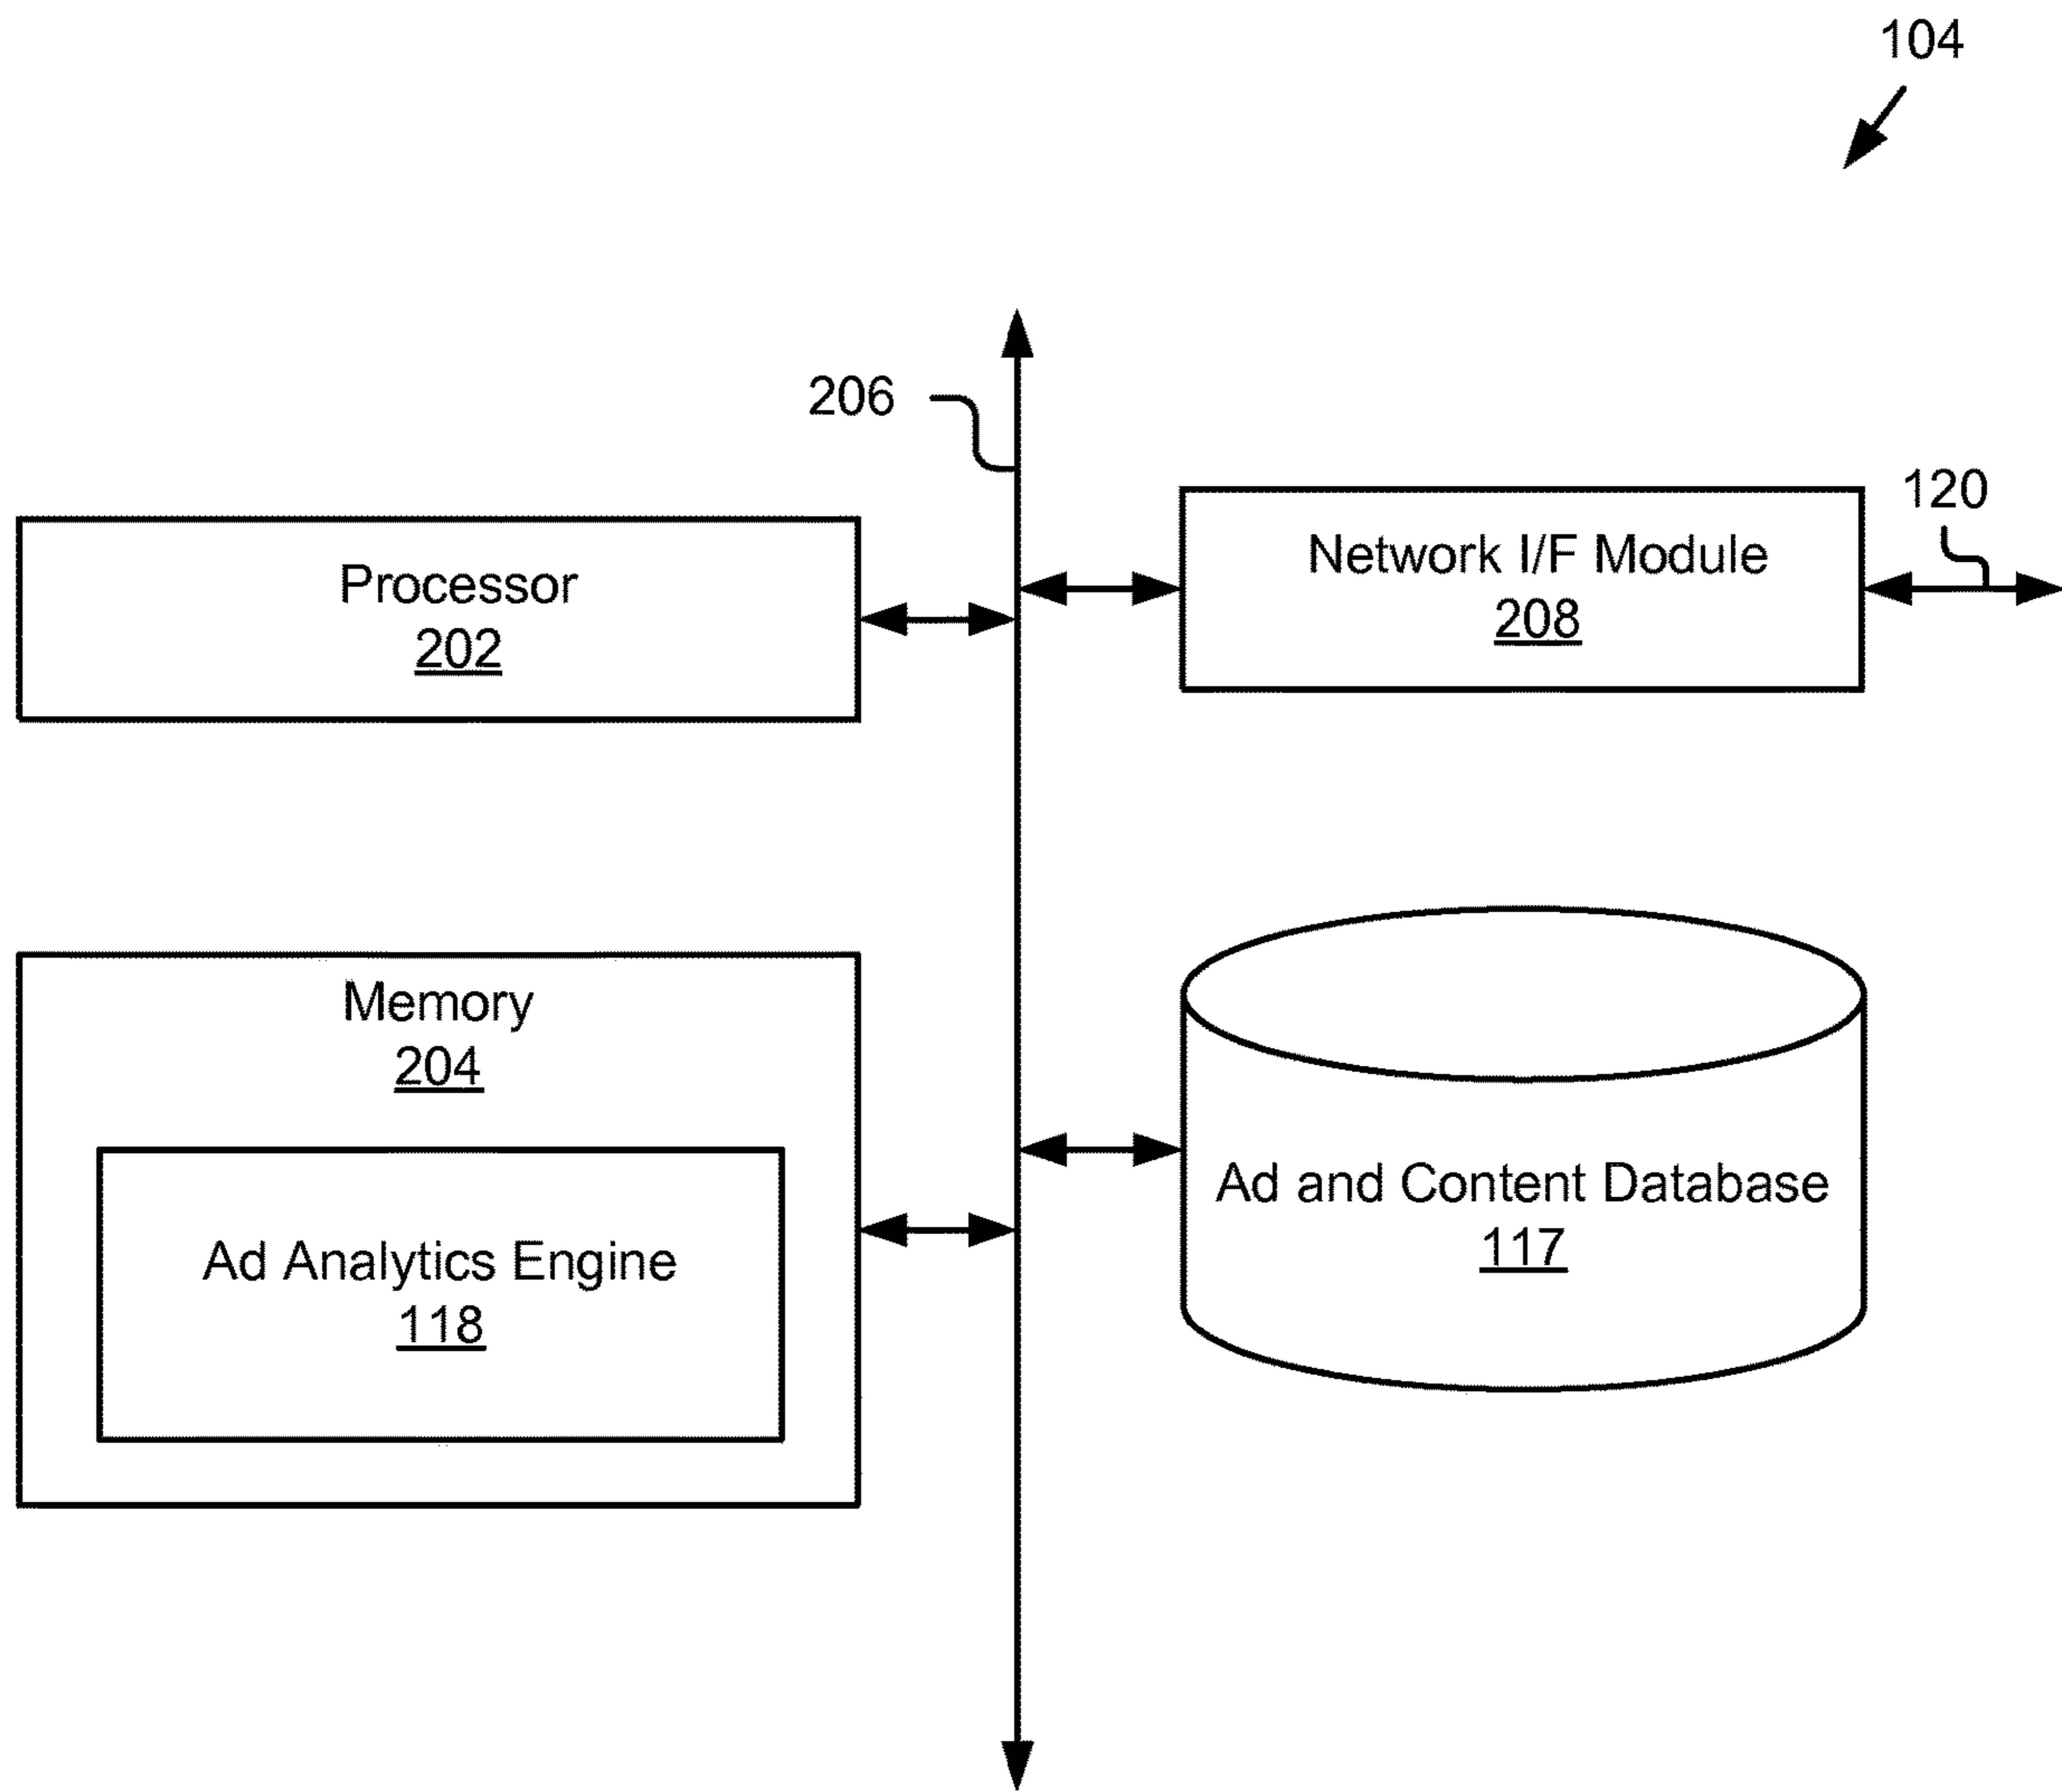 104
206
120
Processor
202
Network I/F Module
208
Memory
204
Ad Analytics Engine
118
Ad and Content Database
117